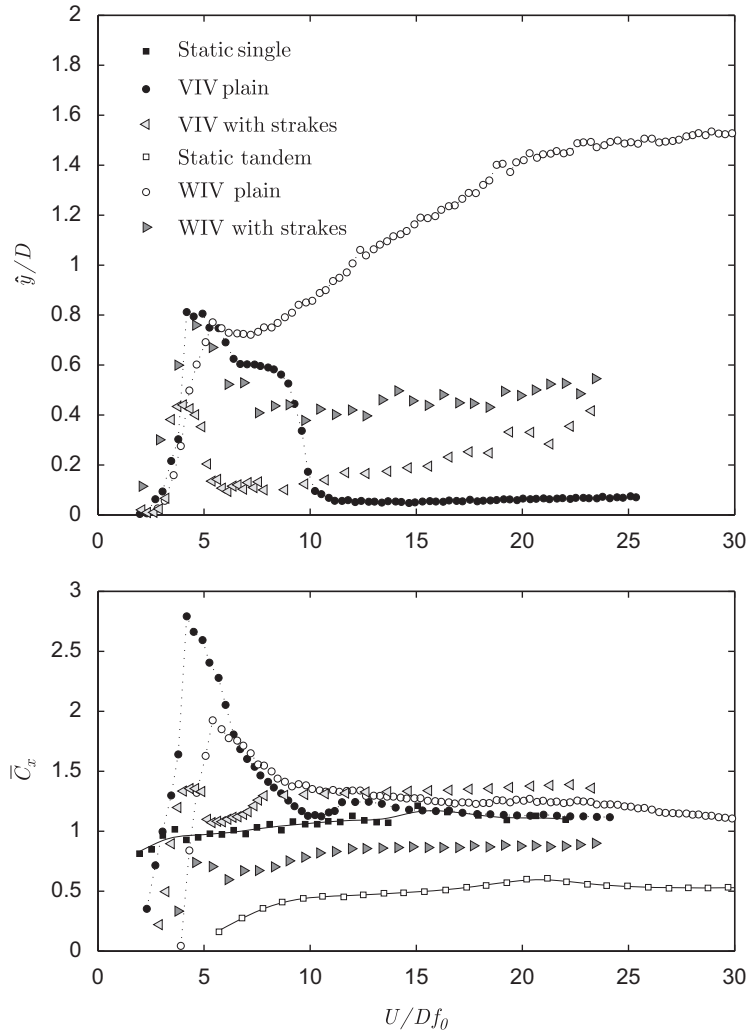 2
1.8
1.6
1.4
1.2
1
0.8
0.6
0.4
0.2
0
ŷ/D
Static single
VIV plain
VIV with strakes
Static tandem
WIV plain
WIV with strakes
0 5 10 15 20 25 30
3
2.5
2
1.5
1
0.5
0
C̅ₓ
0 5 10 15 20 25 30
U/Df₀